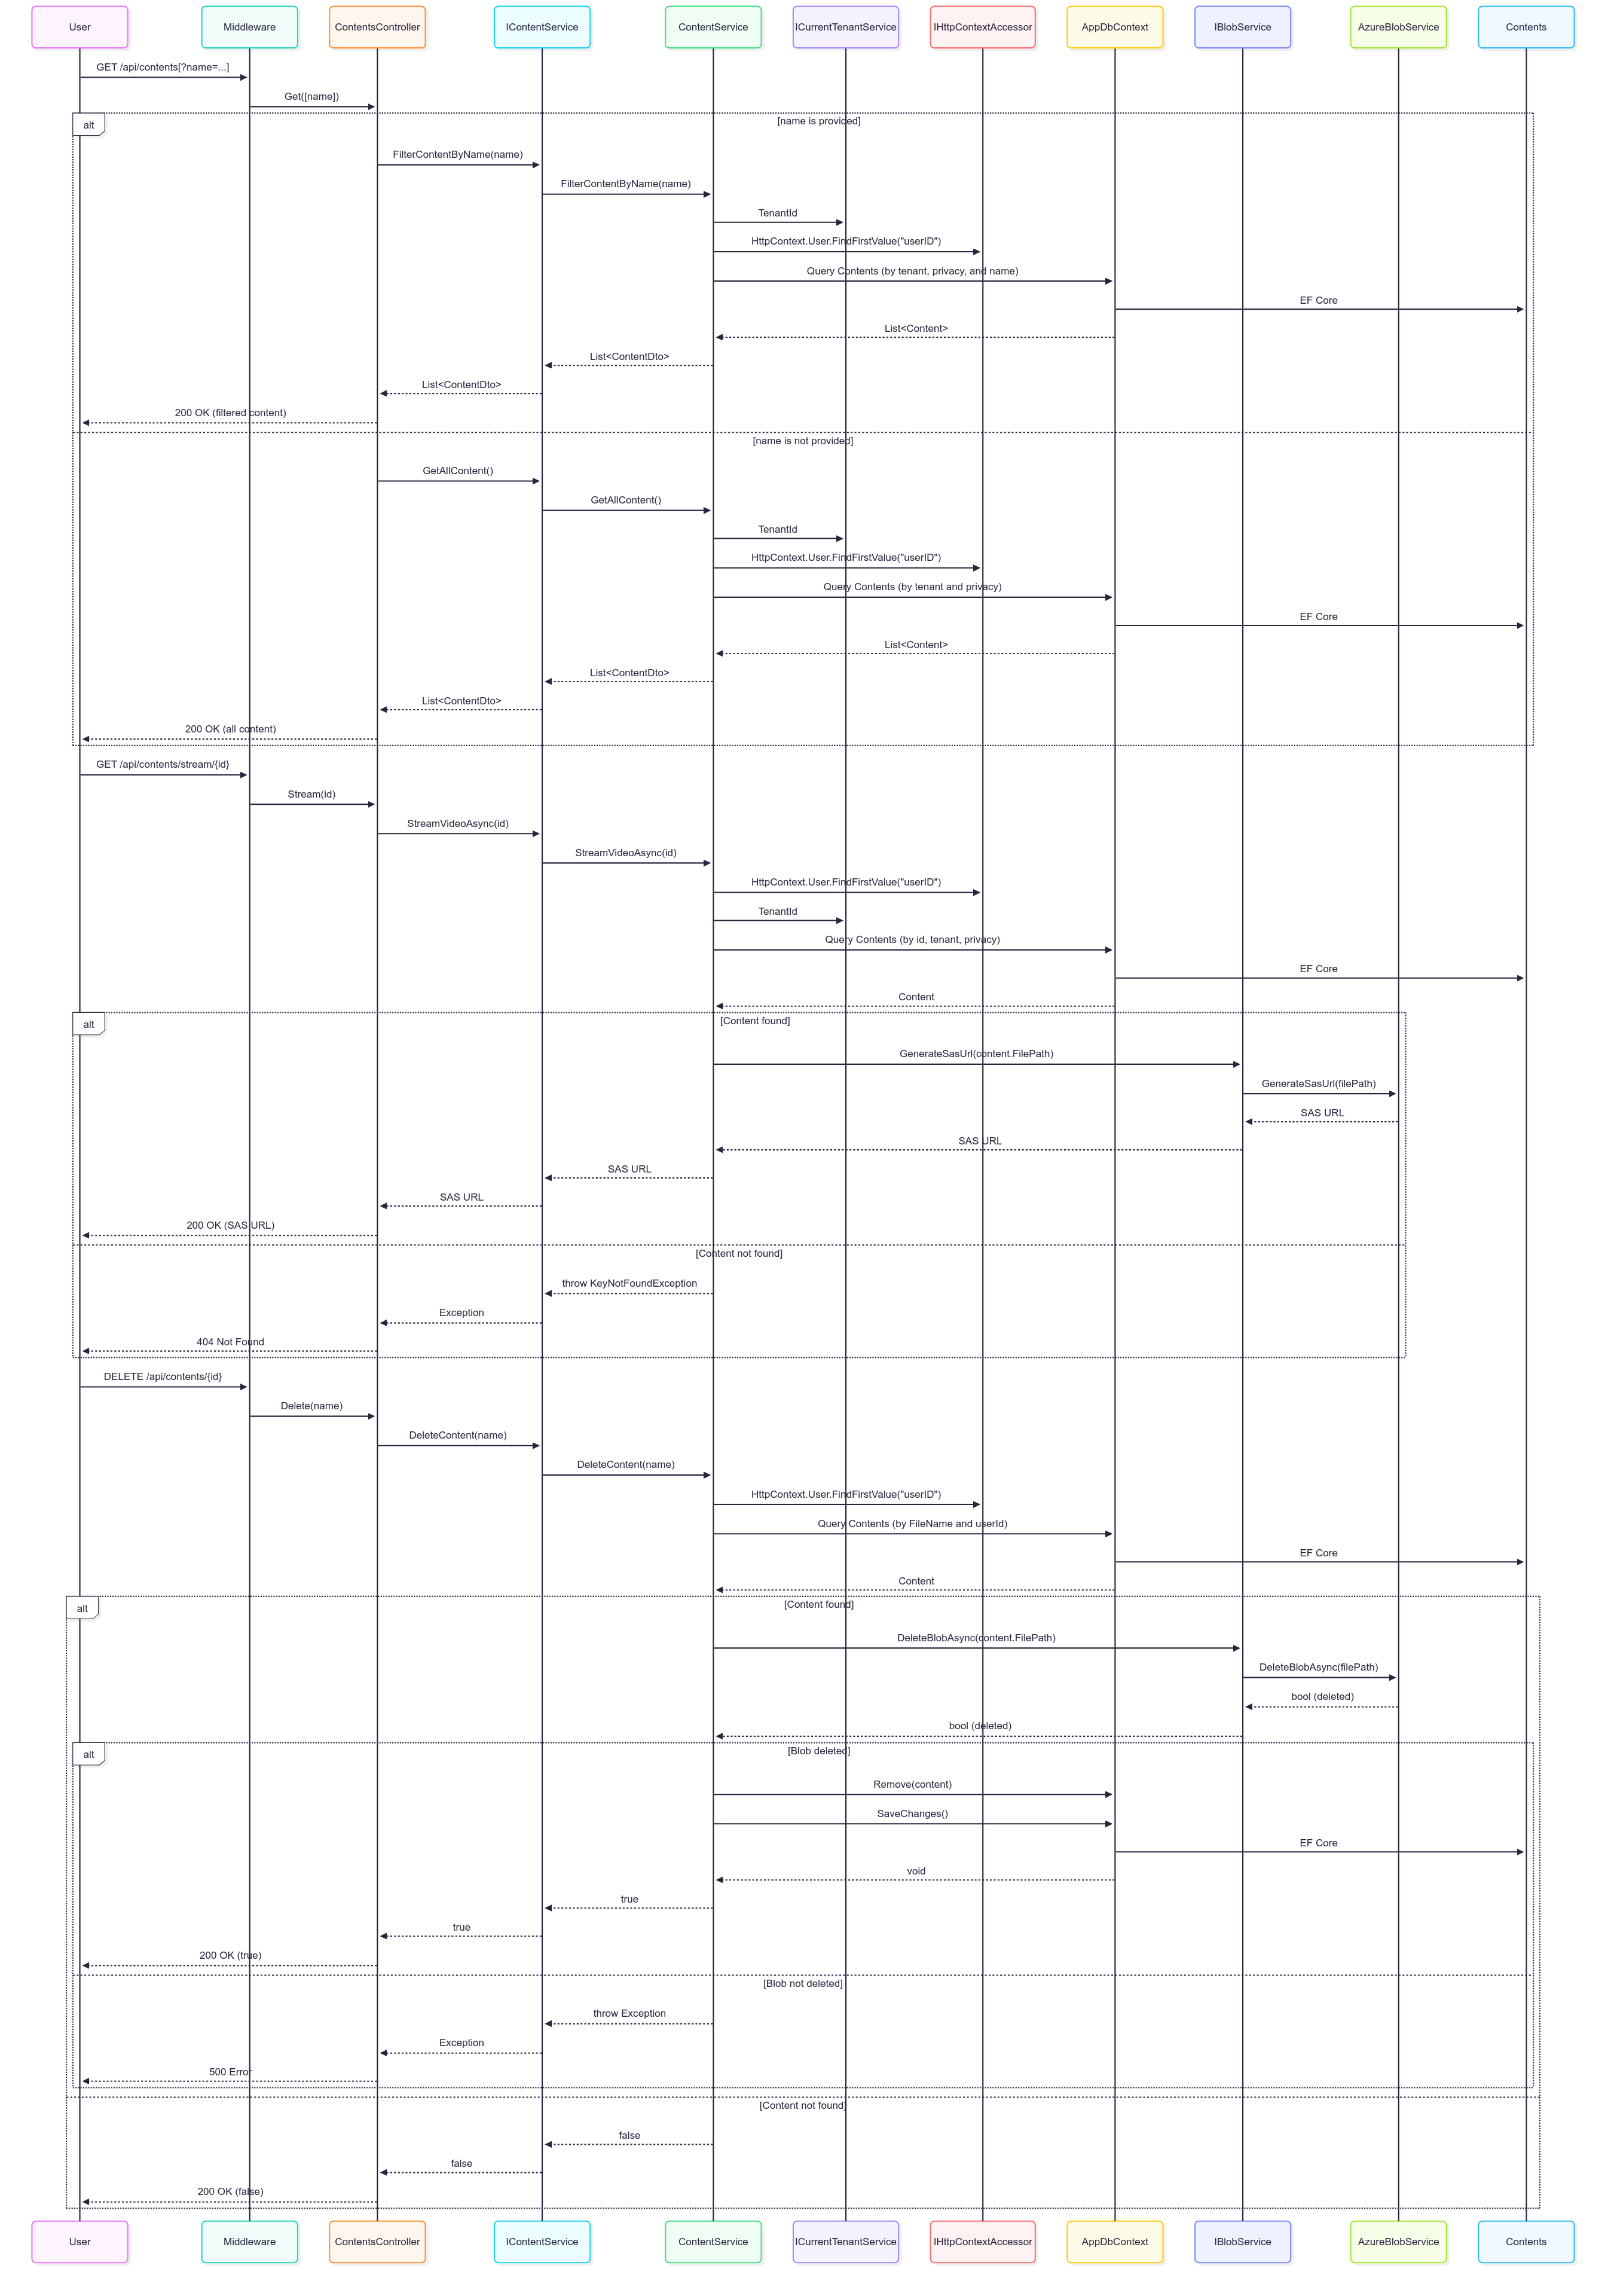 User
Middleware
ContentsController
IContentService
ContentService
ICurrentTenantService
IHttpContextAccessor
AppDbContext
IBlobService
AzureBlobService
Contents
GET /api/contents[?name=...]
Get([name])
alt
[name is provided]
FilterContentByName(name)
FilterContentByName(name)
TenantId
HttpContext.User.FindFirstValue("userID")
Query Contents (by tenant, privacy, and name)
EF Core
List<Content>
List<ContentDto>
List<ContentDto>
200 OK (filtered content)
[name is not provided]
GetAllContent()
GetAllContent()
TenantId
HttpContext.User.FindFirstValue("userID")
Query Contents (by tenant and privacy)
EF Core
List<Content>
List<ContentDto>
List<ContentDto>
200 OK (all content)
GET /api/contents/stream/{id}
Stream(id)
StreamVideoAsync(id)
StreamVideoAsync(id)
HttpContext.User.FindFirstValue("userID")
TenantId
Query Contents (by id, tenant, privacy)
EF Core
Content
alt
[Content found]
GenerateSasUrl(content.FilePath)
GenerateSasUrl(filePath)
SAS URL
SAS URL
SAS URL
SAS URL
200 OK (SAS URL)
[Content not found]
throw KeyNotFoundException
Exception
404 Not Found
DELETE /api/contents/{id}
Delete(name)
DeleteContent(name)
DeleteContent(name)
HttpContext.User.FindFirstValue("userID")
Query Contents (by FileName and userId)
EF Core
Content
alt
[Content found]
DeleteBlobAsync(content.FilePath)
DeleteBlobAsync(filePath)
bool (deleted)
bool (deleted)
alt
[Blob deleted]
Remove(content)
SaveChanges()
EF Core
void
true
true
200 OK (true)
[Blob not deleted]
throw Exception
Exception
500 Error
[Content not found]
false
false
200 OK (false)
User
Middleware
ContentsController
IContentService
ContentService
ICurrentTenantService
IHttpContextAccessor
AppDbContext
IBlobService
AzureBlobService
Contents